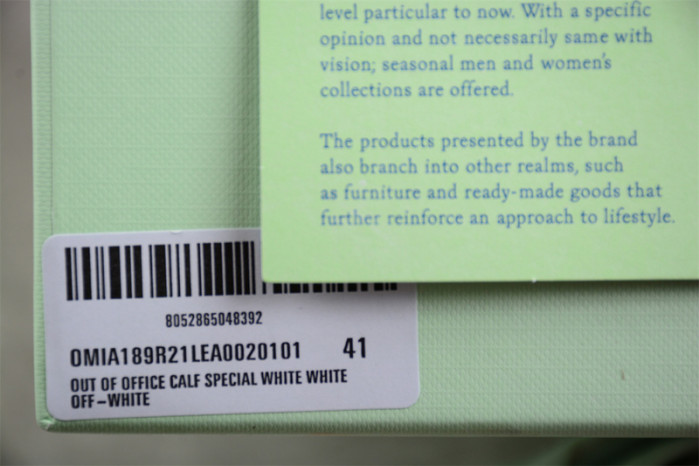 level particular to now. With a specific
opinion and not necessarily same with
vision; seasonal men and women's
collections are offered.
The products presented by the brand
also branch into other realms, such
as furniture and ready-made goods that
further reinforce an approach to lifestyle.
8052865048392
OMIA189R21LEA0020101 41
OUT OF OFFICE CALF SPECIAL WHITE WHITE
OFF-WHITE